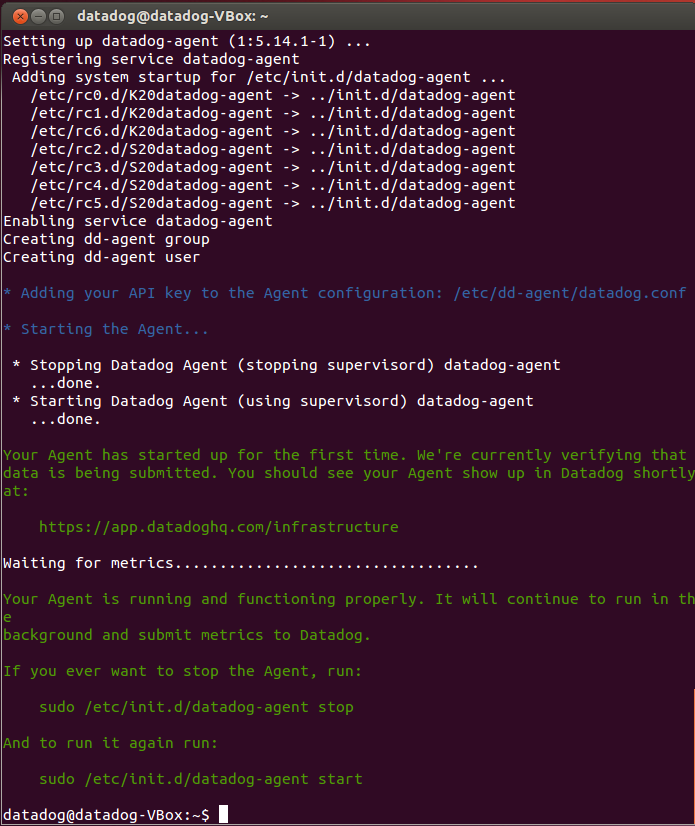 datadog@datadog-VBox: ~
Setting up datadog-agent (1:5.14.1-1) ...
Registering service datadog-agent
 Adding system startup for /etc/init.d/datadog-agent ...
   /etc/rc0.d/K20datadog-agent -> ../init.d/datadog-agent
   /etc/rc1.d/K20datadog-agent -> ../init.d/datadog-agent
   /etc/rc6.d/K20datadog-agent -> ../init.d/datadog-agent
   /etc/rc2.d/S20datadog-agent -> ../init.d/datadog-agent
   /etc/rc3.d/S20datadog-agent -> ../init.d/datadog-agent
   /etc/rc4.d/S20datadog-agent -> ../init.d/datadog-agent
   /etc/rc5.d/S20datadog-agent -> ../init.d/datadog-agent
Enabling service datadog-agent
Creating dd-agent group
Creating dd-agent user
* Adding your API key to the Agent configuration: /etc/dd-agent/datadog.conf
* Starting the Agent...
 * Stopping Datadog Agent (stopping supervisord) datadog-agent
   ...done.
 * Starting Datadog Agent (using supervisord) datadog-agent
   ...done.
Your Agent has started up for the first time. We're currently verifying that
data is being submitted. You should see your Agent show up in Datadog shortly
at:
    https://app.datadoghq.com/infrastructure
Waiting for metrics..................................
Your Agent is running and functioning properly. It will continue to run in th
e
background and submit metrics to Datadog.
If you ever want to stop the Agent, run:
    sudo /etc/init.d/datadog-agent stop
And to run it again run:
    sudo /etc/init.d/datadog-agent start
datadog@datadog-VBox:~$